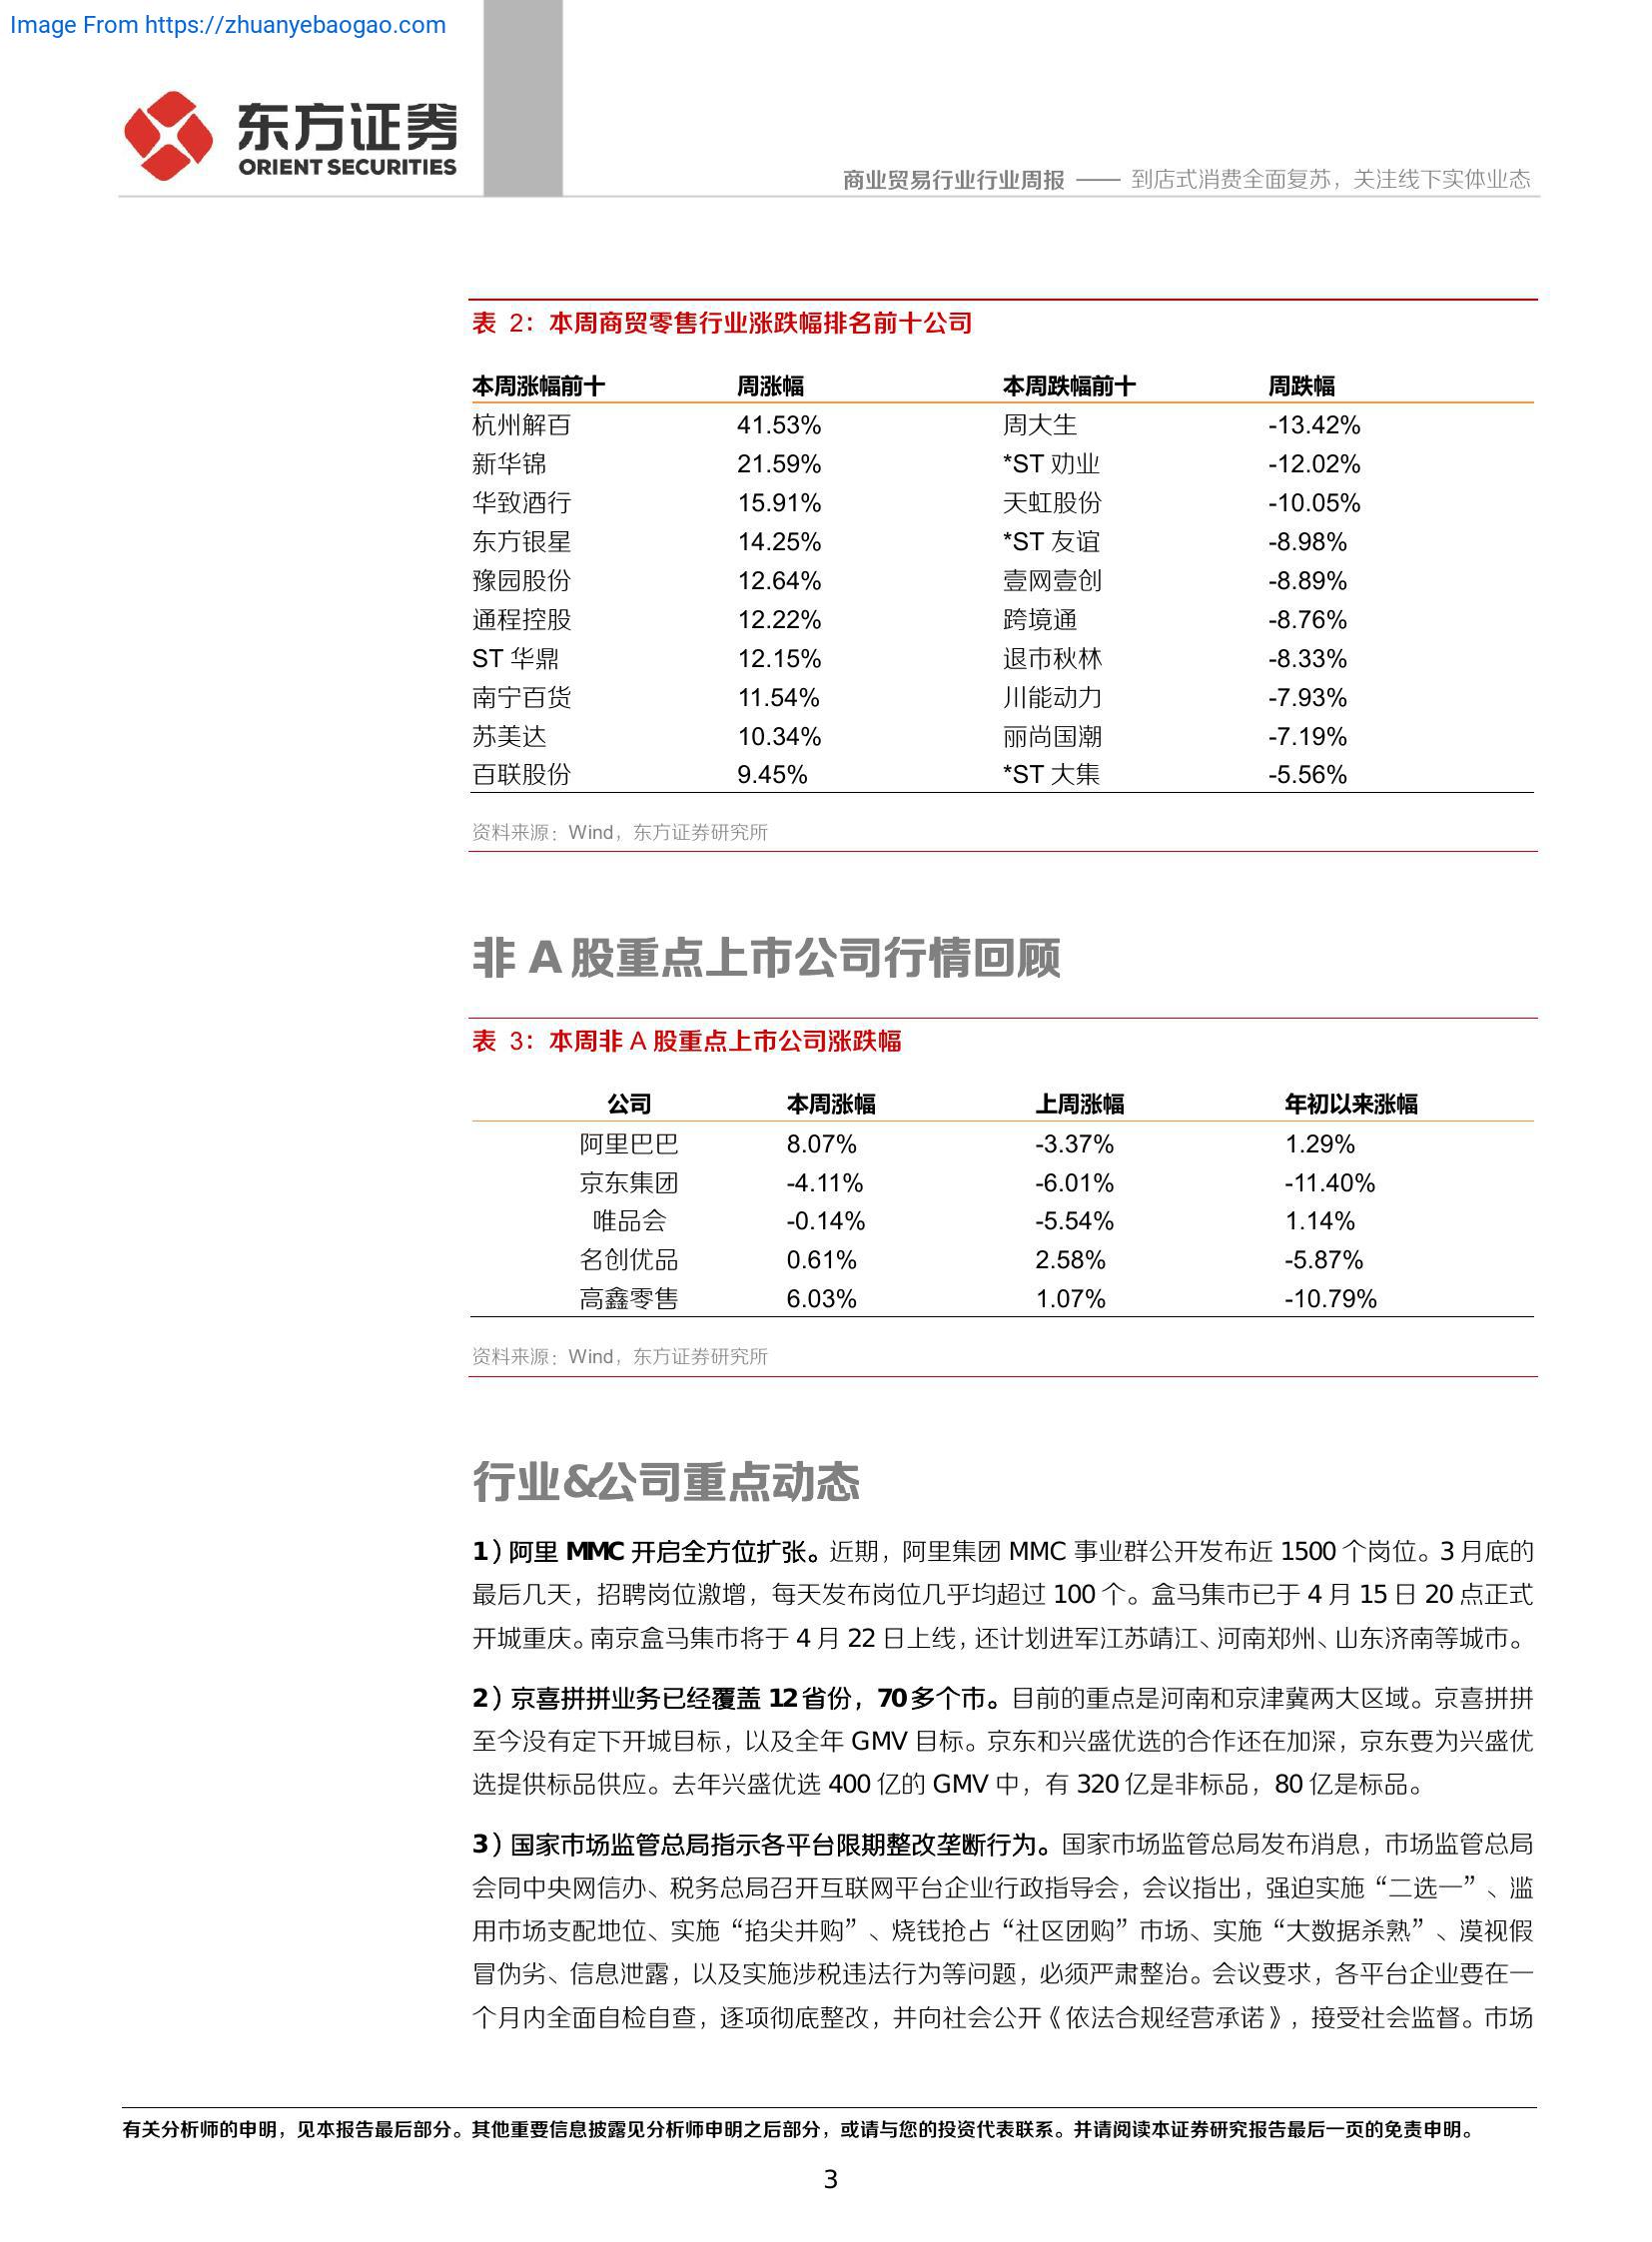 Image From https://zhuanyebaogao.com
东方证券
ORIENT SECURITIES
商业贸易行业行业周报 —— 到店式消费全面复苏，关注线下实体业态
表 2：本周商贸零售行业涨跌幅排名前十公司
本周涨幅前十 周涨幅 本周跌幅前十 周跌幅
杭州解百 41.53% 周大生 -13.42%
新华锦 21.59% *ST 劝业 -12.02%
华致酒行 15.91% 天虹股份 -10.05%
东方银星 14.25% *ST 友谊 -8.98%
豫园股份 12.64% 壹网壹创 -8.89%
通程控股 12.22% 跨境通 -8.76%
ST 华鼎 12.15% 退市秋林 -8.33%
南宁百货 11.54% 川能动力 -7.93%
苏美达 10.34% 丽尚国潮 -7.19%
百联股份 9.45% *ST 大集 -5.56%
资料来源：Wind，东方证券研究所
非 A 股重点上市公司行情回顾
表 3：本周非 A 股重点上市公司涨跌幅
公司 本周涨幅 上周涨幅 年初以来涨幅
阿里巴巴 8.07% -3.37% 1.29%
京东集团 -4.11% -6.01% -11.40%
唯品会 -0.14% -5.54% 1.14%
名创优品 0.61% 2.58% -5.87%
高鑫零售 6.03% 1.07% -10.79%
资料来源：Wind，东方证券研究所
行业&公司重点动态
1）阿里 MMC 开启全方位扩张。近期，阿里集团 MMC 事业群公开发布近 1500 个岗位。3 月底的
最后几天，招聘岗位激增，每天发布岗位几乎均超过 100 个。盒马集市已于 4 月 15 日 20 点正式
开城重庆。南京盒马集市将于 4 月 22 日上线，还计划进军江苏靖江、河南郑州、山东济南等城市。
2）京喜拼拼业务已经覆盖 12 省份，70 多个市。目前的重点是河南和京津冀两大区域。京喜拼拼
至今没有定下开城目标，以及全年 GMV 目标。京东和兴盛优选的合作还在加深，京东要为兴盛优
选提供标品供应。去年兴盛优选 400 亿的 GMV 中，有 320 亿是非标品，80 亿是标品。
3）国家市场监管总局指示各平台限期整改垄断行为。国家市场监管总局发布消息，市场监管总局
会同中央网信办、税务总局召开互联网平台企业行政指导会，会议指出，强迫实施“二选一”、滥
用市场支配地位、实施“掐尖并购”、烧钱抢占“社区团购”市场、实施“大数据杀熟”、漠视假
冒伪劣、信息泄露，以及实施涉税违法行为等问题，必须严肃整治。会议要求，各平台企业要在一
个月内全面自检自查，逐项彻底整改，并向社会公开《依法合规经营承诺》，接受社会监督。市场
有关分析师的申明，见本报告最后部分。其他重要信息披露见分析师申明之后部分，或请与您的投资代表联系。并请阅读本证券研究报告最后一页的免责申明。
3